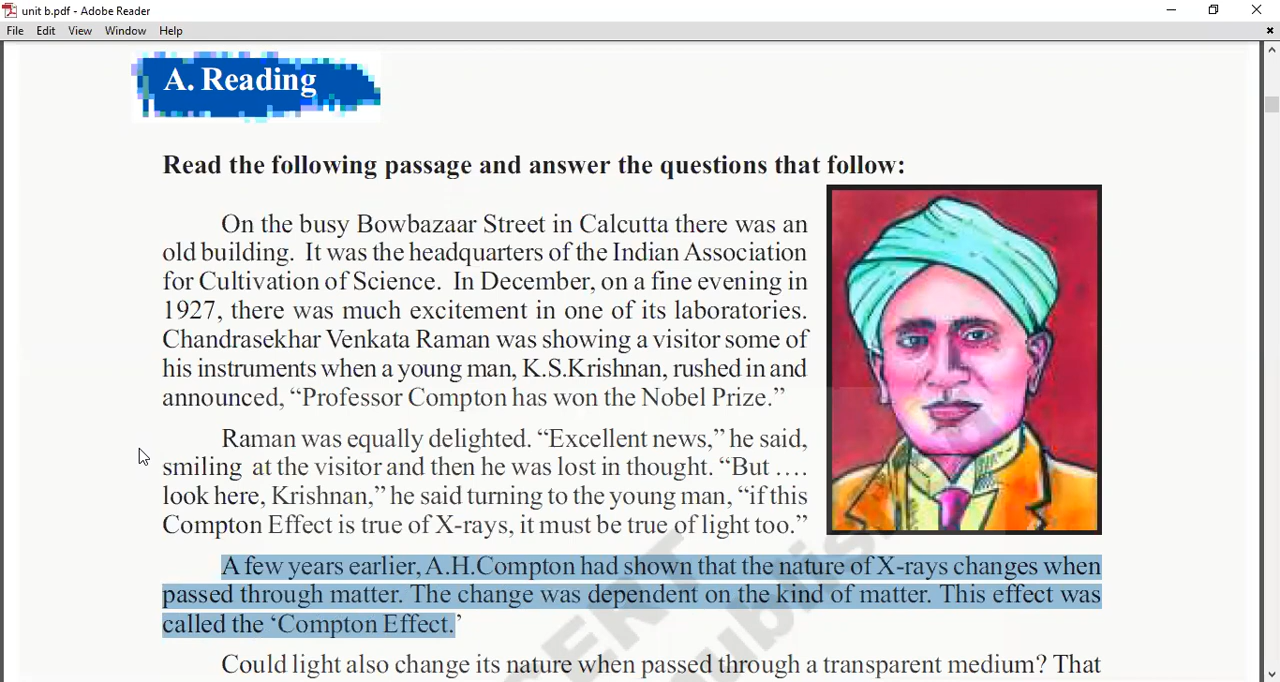 unit b.pdf - Adobe Reader
File Edit View Window Help
A. Reading
Read the following passage and answer the questions that follow:
On the busy Bowbazaar Street in Calcutta there was an
old building. It was the headquarters of the Indian Association
for Cultivation of Science. In December, on a fine evening in
1927, there was much excitement in one of its laboratories.
Chandrasekhar Venkata Raman was showing a visitor some of
his instruments when a young man, K.S.Krishnan, rushed in and
announced, “Professor Compton has won the Nobel Prize.”
Raman was equally delighted. “Excellent news,” he said,
smiling at the visitor and then he was lost in thought. “But ….
look here, Krishnan,” he said turning to the young man, “if this
Compton Effect is true of X-rays, it must be true of light too.”
A few years earlier, A.H.Compton had shown that the nature of X-rays changes when
passed through matter. The change was dependent on the kind of matter. This effect was
called the ‘Compton Effect.’
Could light also change its nature when passed through a transparent medium? That